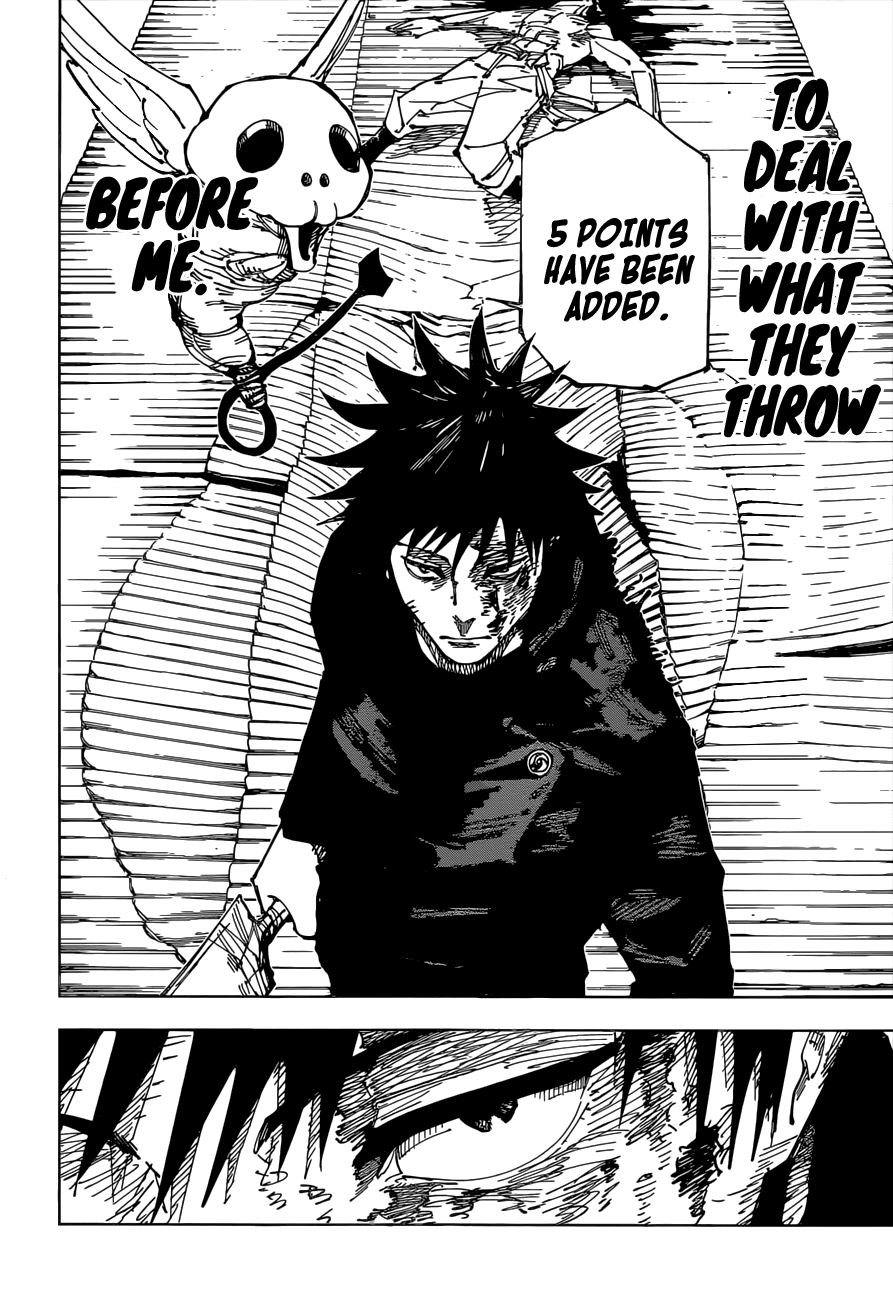 TO
DEAL
WITH
WHAT
THEY
THROW
5 POINTS
HAVE BEEN
ADDED.
BEFORE
ME.